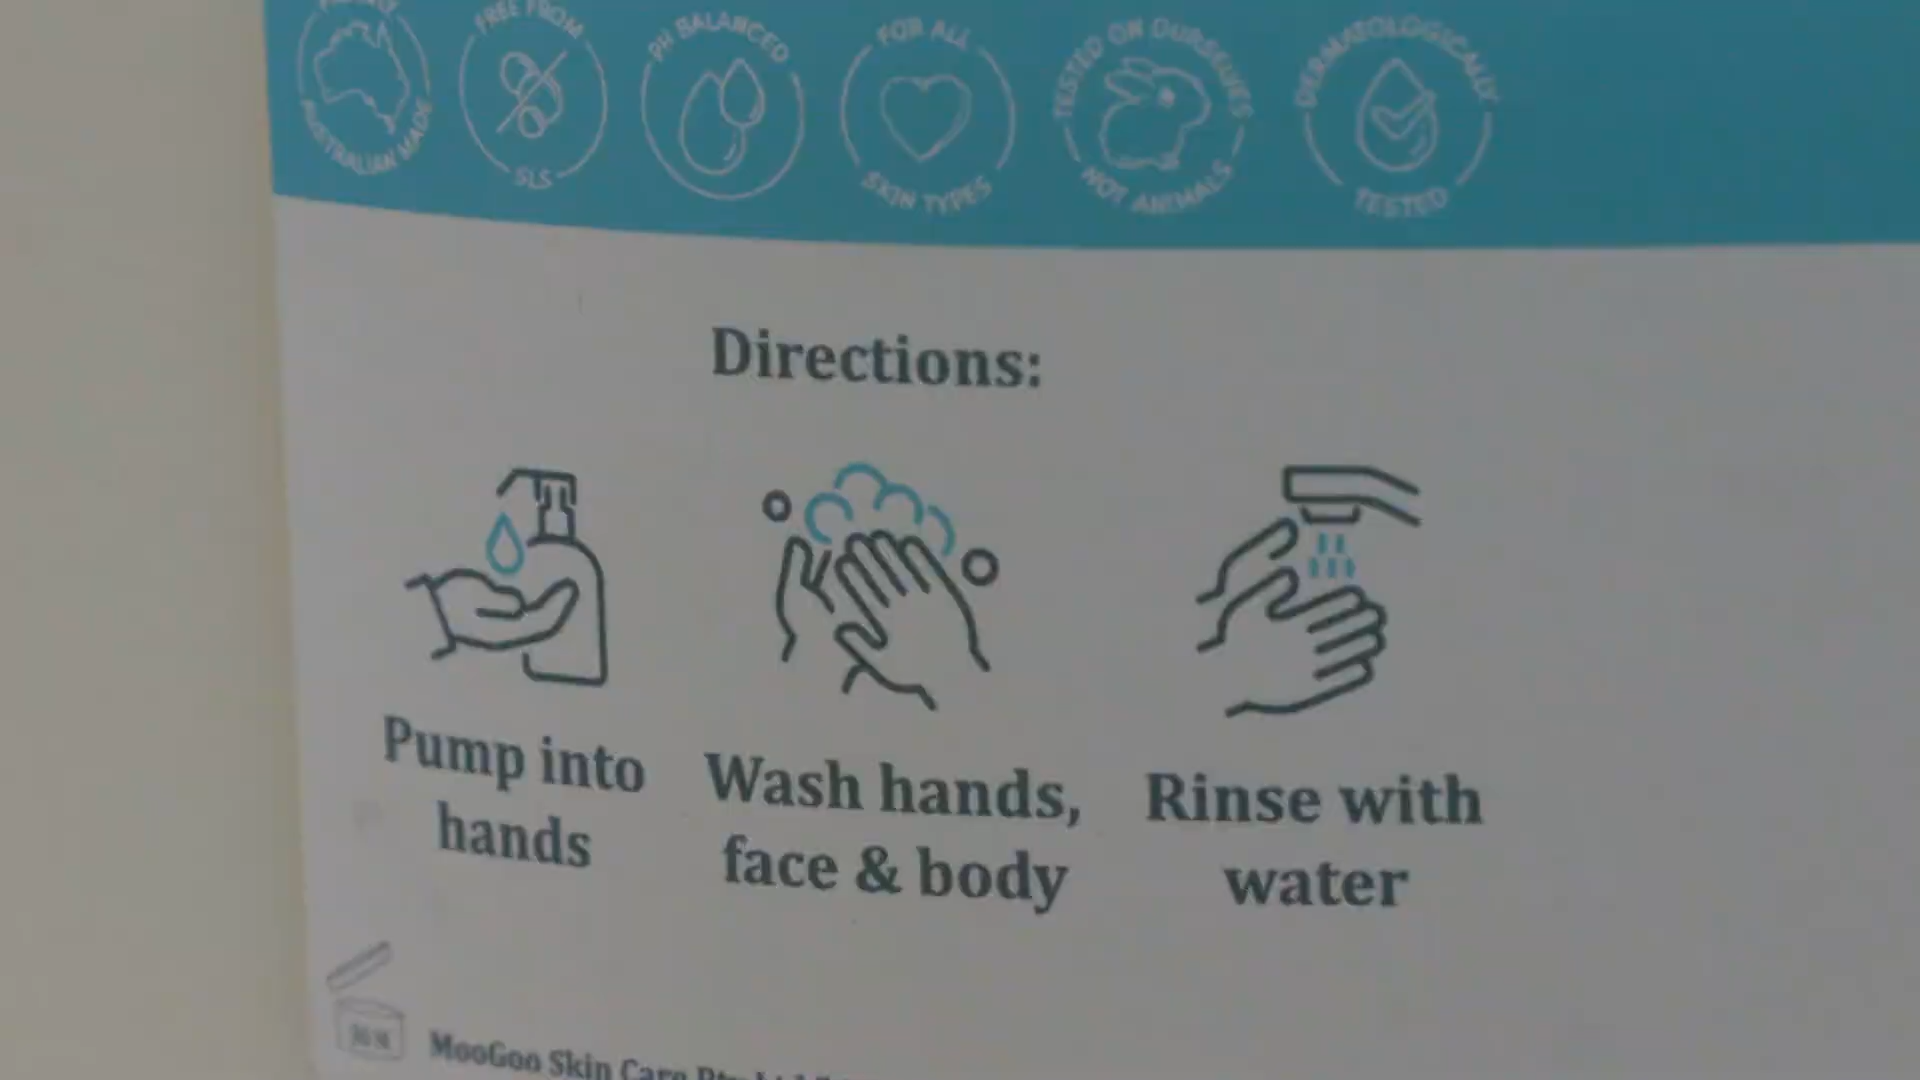 AUSTRALIAN MADE
FREE FROM
SLS
PH BALANCED
FOR ALL
SKIN TYPES
TESTED ON OURSELVES
NOT ANIMALS
DERMATOLOGICALLY
TESTED
Directions:
Pump into
hands
Wash hands,
face & body
Rinse with
water
MooGoo Skin Care Pty